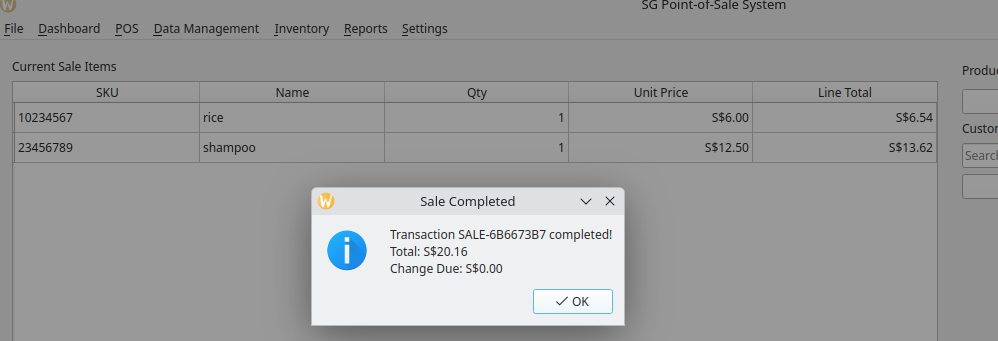 SG Point-of-Sale System
File Dashboard POS Data Management Inventory Reports Settings
Current Sale Items
SKU Name Qty Unit Price Line Total
10234567 rice 1 S$6.00 S$6.54
23456789 shampoo 1 S$12.50 S$13.62
Produc
Custor
Search
Sale Completed
Transaction SALE-6B6673B7 completed!
Total: S$20.16
Change Due: S$0.00
OK